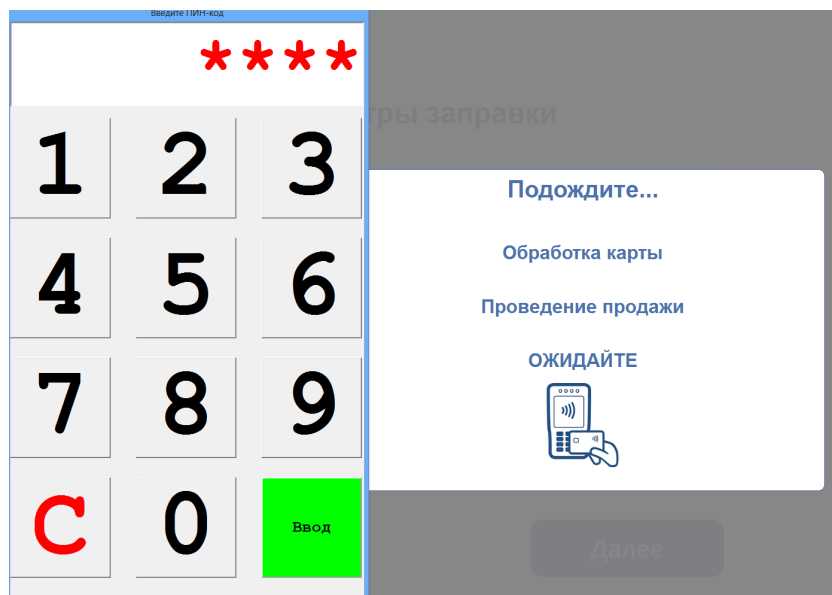 Введите ПИН-код
****
1 2 3
4 5 6
7 8 9
C 0 Ввод
тры заправки
Подождите...
Обработка карты
Проведение продажи
ОЖИДАЙТЕ
Далее